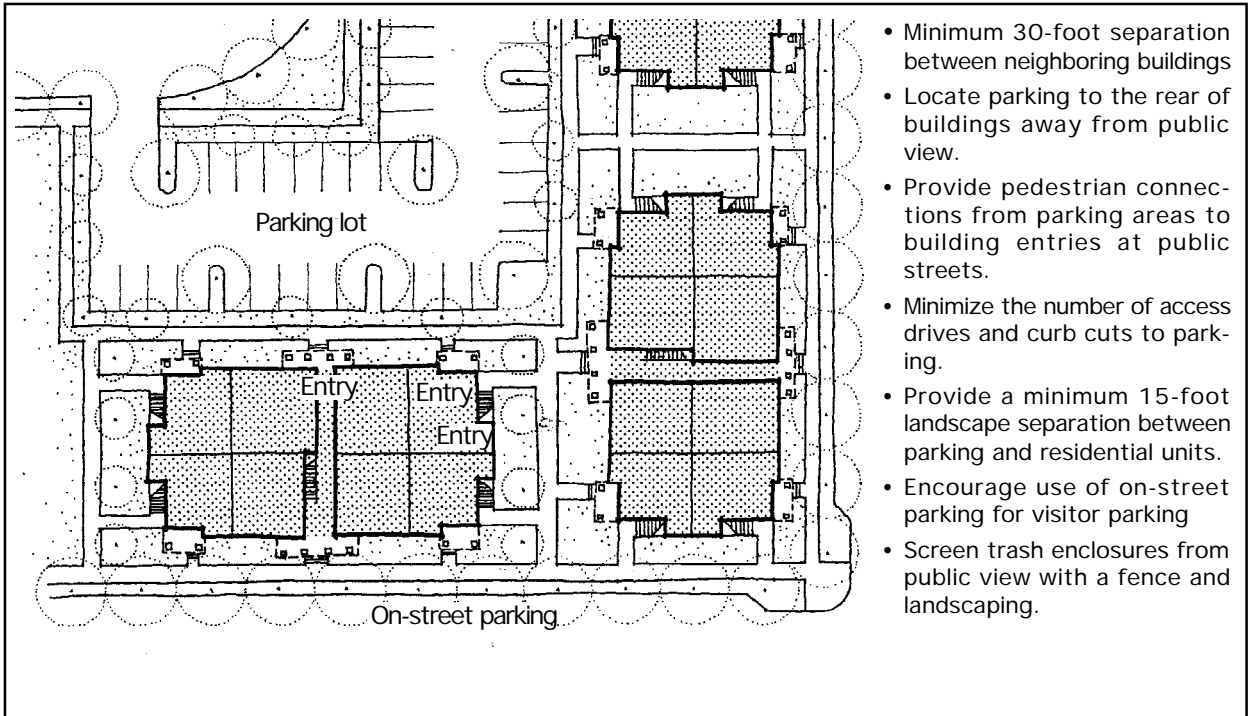 Parking lot
Entry
Entry
Entry
On-street parking
• Minimum 30-foot separation
between neighboring buildings
• Locate parking to the rear of
buildings away from public
view.
• Provide pedestrian connec-
tions from parking areas to
building entries at public
streets.
• Minimize the number of access
drives and curb cuts to park-
ing.
• Provide a minimum 15-foot
landscape separation between
parking and residential units.
• Encourage use of on-street
parking for visitor parking
• Screen trash enclosures from
public view with a fence and
landscaping.